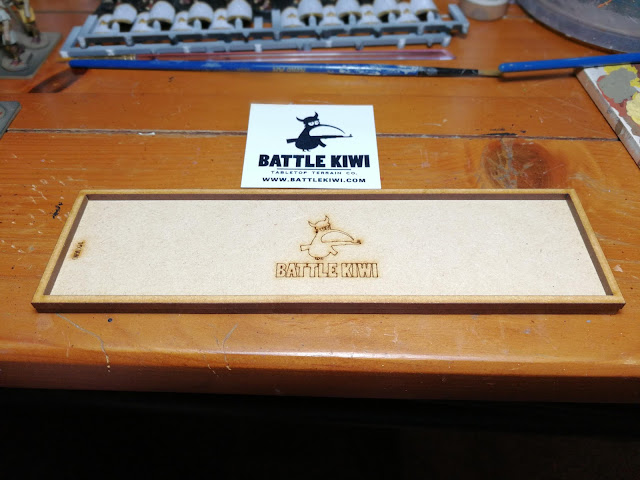 BATTLE KIWI
TABLETOP TERRAIN CO.
WWW.BATTLEKIWI.COM
BATTLE KIWI